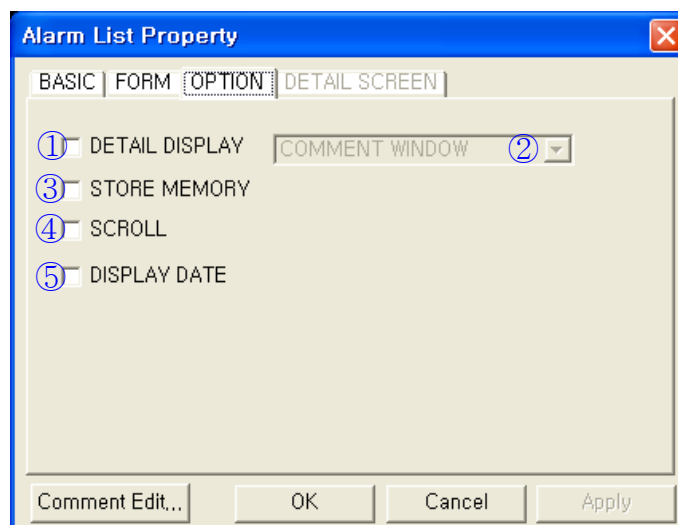 Alarm List Property
BASIC FORM OPTION DETAIL SCREEN
① DETAIL DISPLAY COMMENT WINDOW ②
③ STORE MEMORY
④ SCROLL
⑤ DISPLAY DATE
Comment Edit... OK Cancel Apply